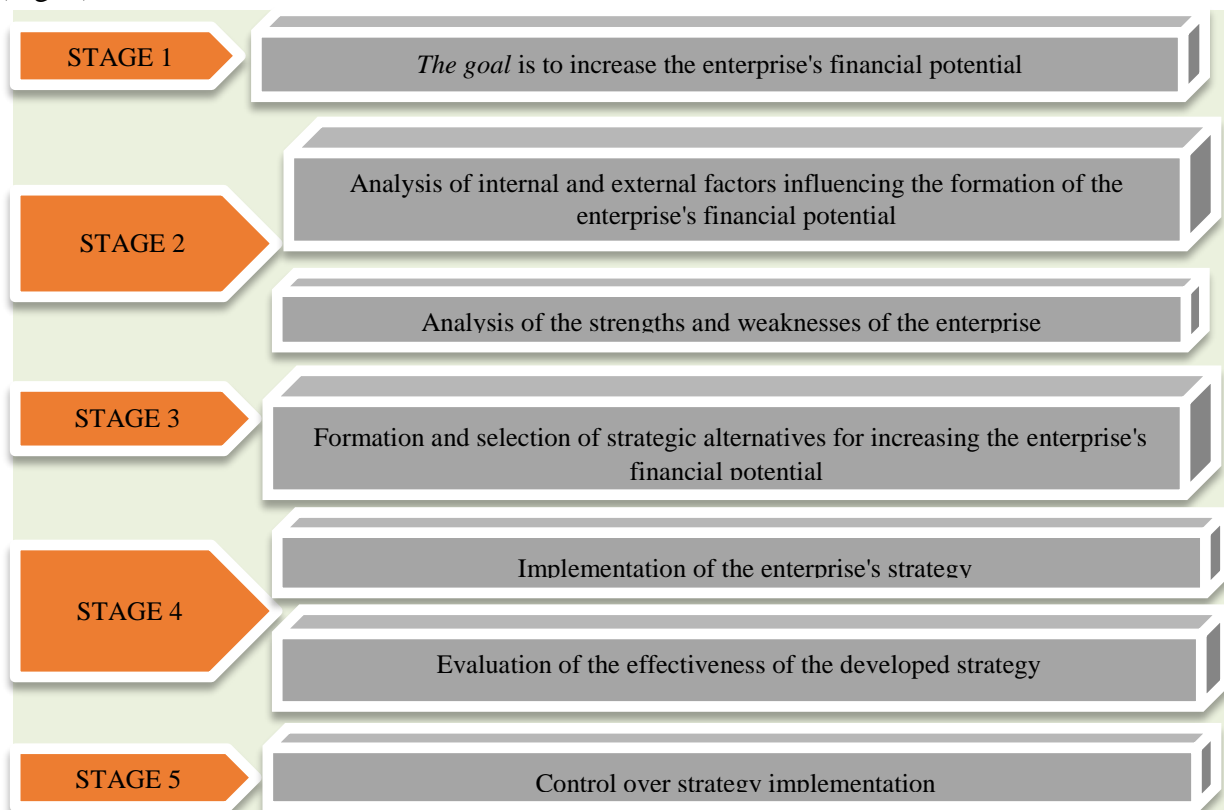 STAGE 1
The goal is to increase the enterprise's financial potential
STAGE 2
Analysis of internal and external factors influencing the formation of the
enterprise's financial potential
Analysis of the strengths and weaknesses of the enterprise
STAGE 3
Formation and selection of strategic alternatives for increasing the enterprise's
financial potential
STAGE 4
Implementation of the enterprise's strategy
Evaluation of the effectiveness of the developed strategy
STAGE 5
Control over strategy implementation